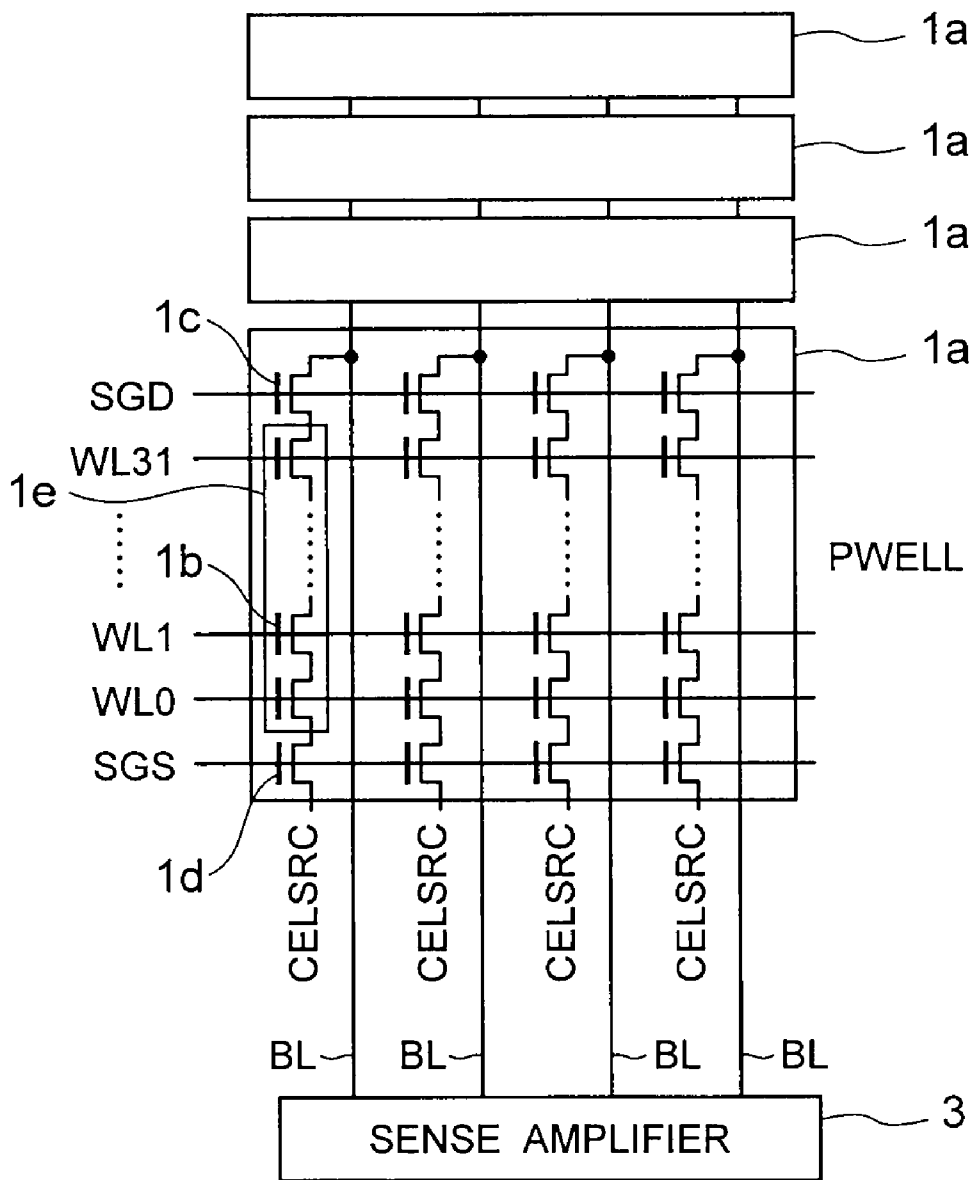 1a
1a
1a
1c
1a
SGD
WL31
1e
1b
PWELL
WL1
WL0
SGS
1d
CELSRC CELSRC CELSRC CELSRC
BL BL BL BL
3
SENSE AMPLIFIER